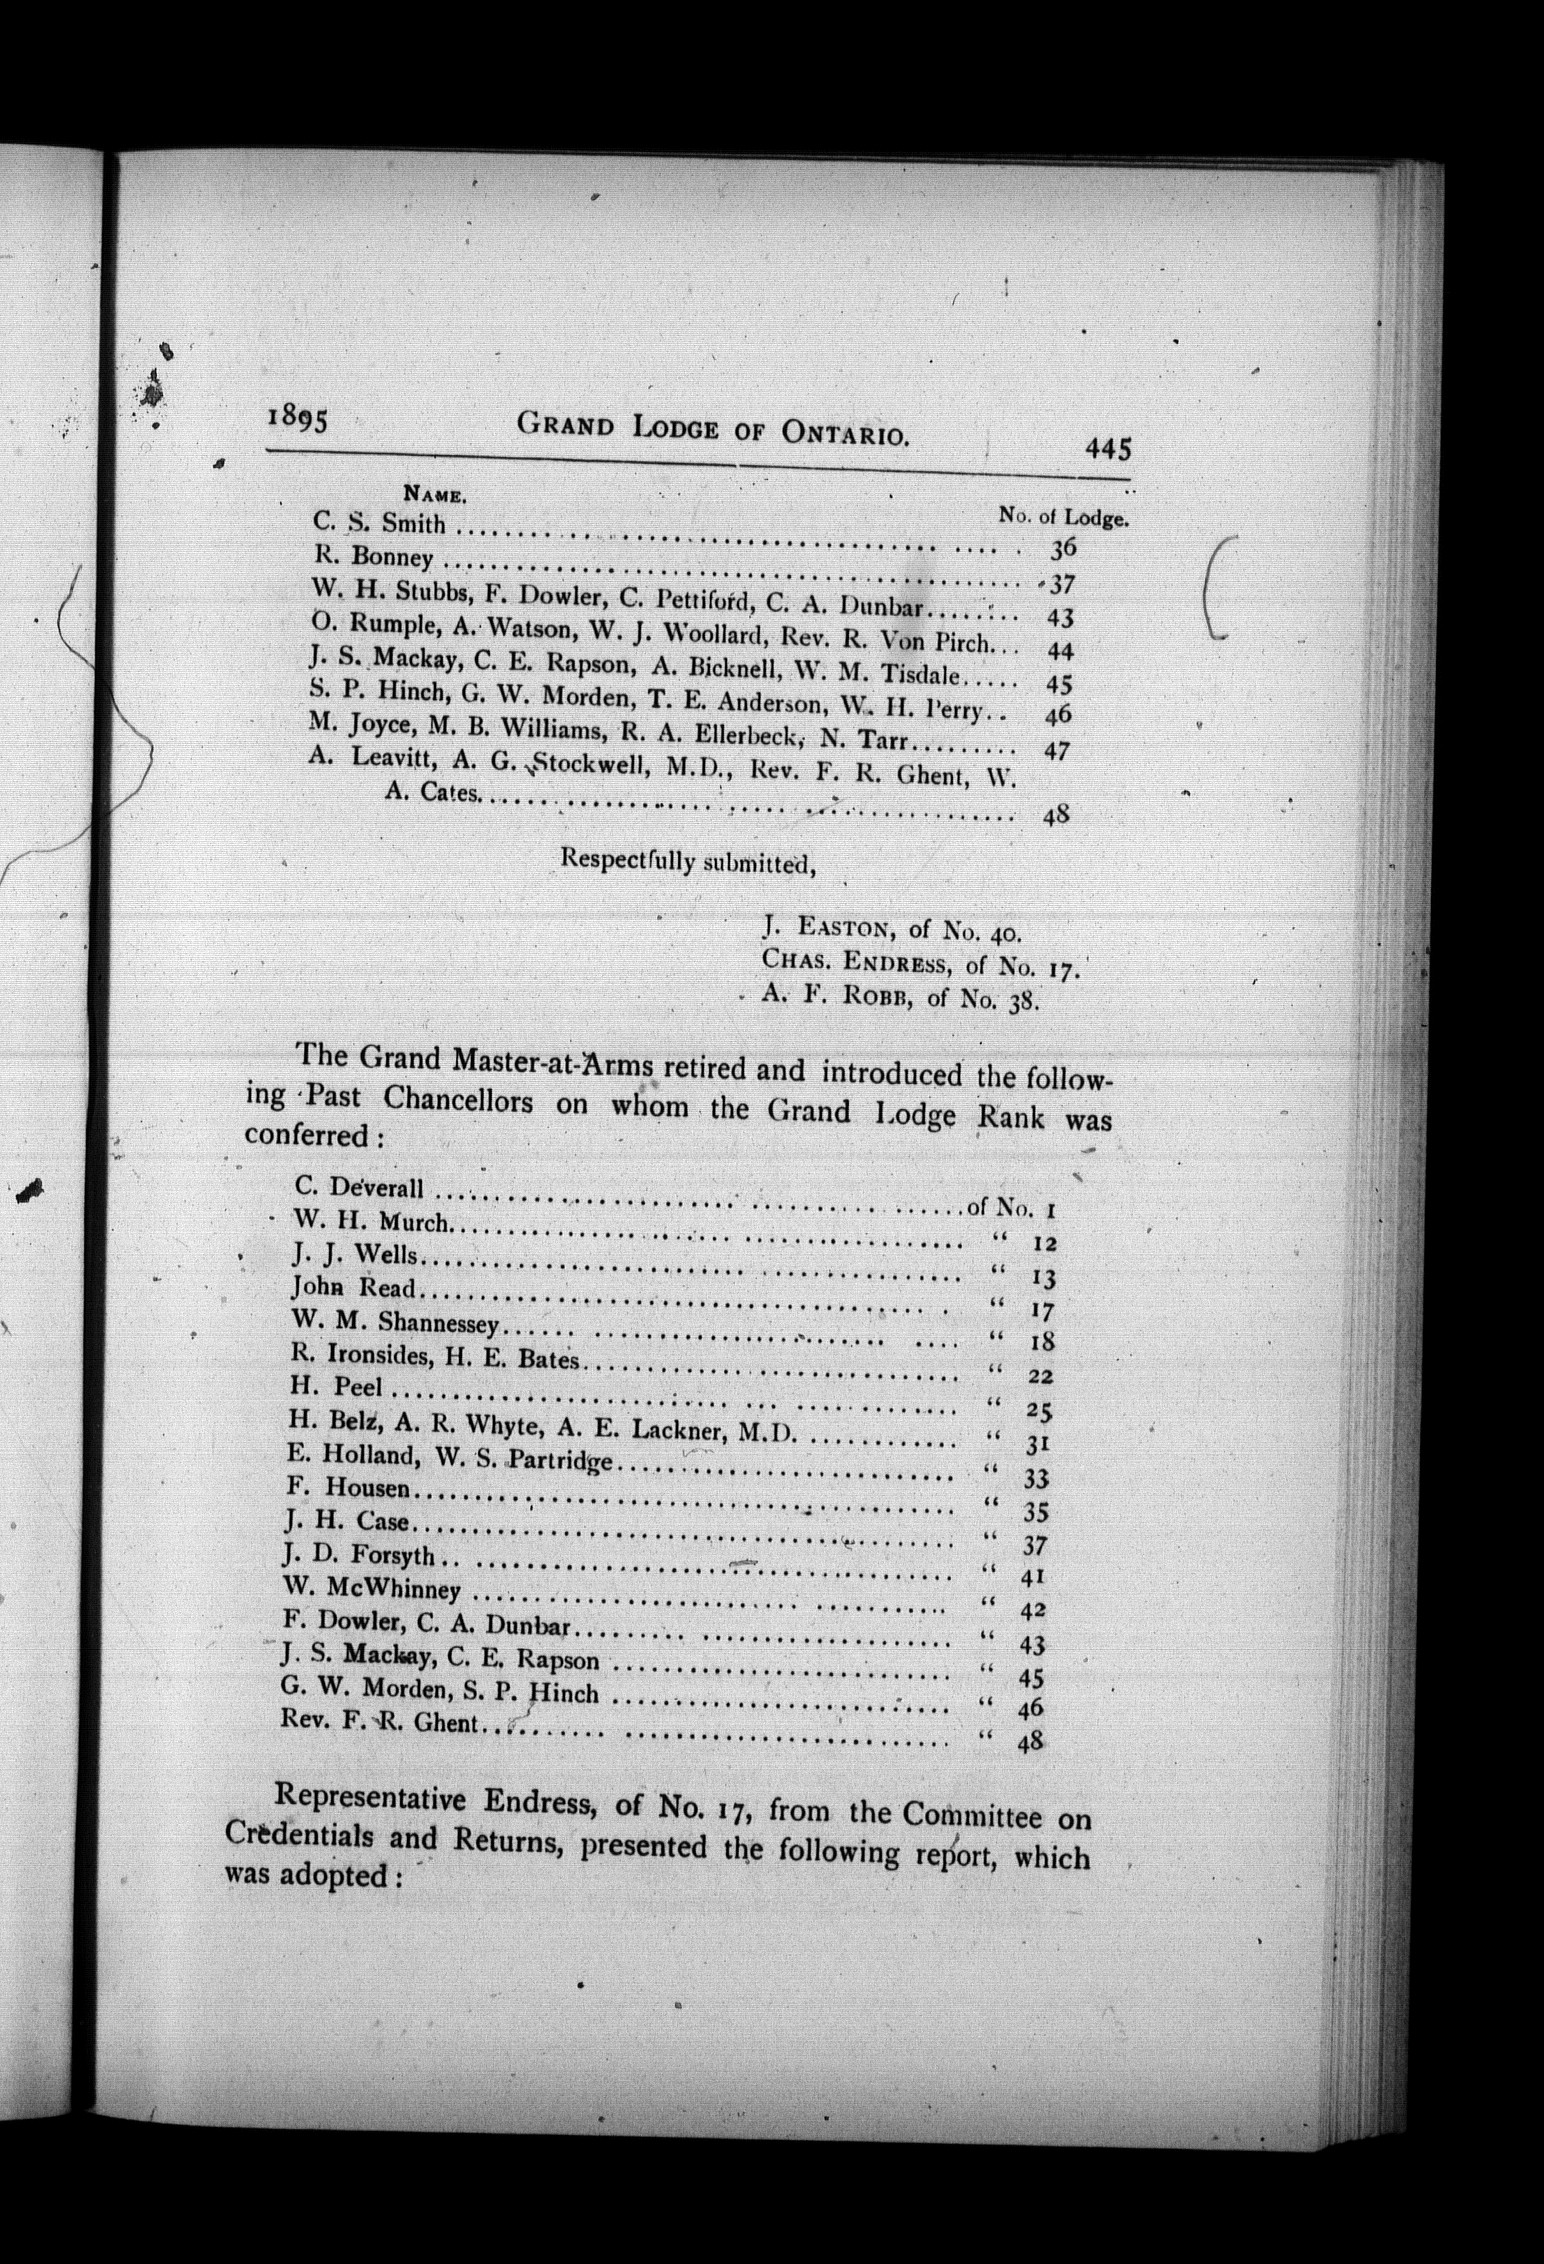 1895 GRAND LODGE OF ONTARIO. 445
NAME. No. of Lodge.
C. S. Smith ........................................ 36
R. Bonney ........................................ 37
W. H. Stubbs, F. Dowler, C. Pettiford, C. A. Dunbar........ 43
O. Rumple, A. Watson, W. J. Woollard, Rev. R. Von Pirch... 44
J. S. Mackay, C. E. Rapson, A. Bicknell, W. M. Tisdale..... 45
S. P. Hinch, G. W. Morden, T. E. Anderson, W. H. Perry.. 46
M. Joyce, M. B. Williams, R. A. Ellerbeck, N. Tarr......... 47
A. Leavitt, A. G. Stockwell, M.D., Rev. F. R. Ghent, W.
A. Cates........................................ 48
Respectfully submitted,
J. EASTON, of No. 40.
CHAS. ENDRESS, of No. 17.
A. F. ROBB, of No. 38.
The Grand Master-at-Arms retired and introduced the follow-
ing Past Chancellors on whom the Grand Lodge Rank was
conferred :
C. Deverall ........................................of No. 1
W. H. Murch........................................ “ 12
J. J. Wells........................................ “ 13
John Read........................................ “ 17
W. M. Shannessey........................................ “ 18
R. Ironsides, H. E. Bates................................ “ 22
H. Peel ........................................ “ 25
H. Belz, A. R. Whyte, A. E. Lackner, M.D. ............. “ 31
E. Holland, W. S. Partridge............................ “ 33
F. Housen........................................ “ 35
J. H. Case........................................ “ 37
J. D. Forsyth........................................ “ 41
W. McWhinney ........................................ “ 42
F. Dowler, C. A. Dunbar.............................. “ 43
J. S. Mackay, C. E. Rapson ............................ “ 45
G. W. Morden, S. P. Hinch ............................ “ 46
Rev. F. R. Ghent........................................ “ 48
Representative Endress, of No. 17, from the Committee on
Credentials and Returns, presented the following report, which
was adopted :